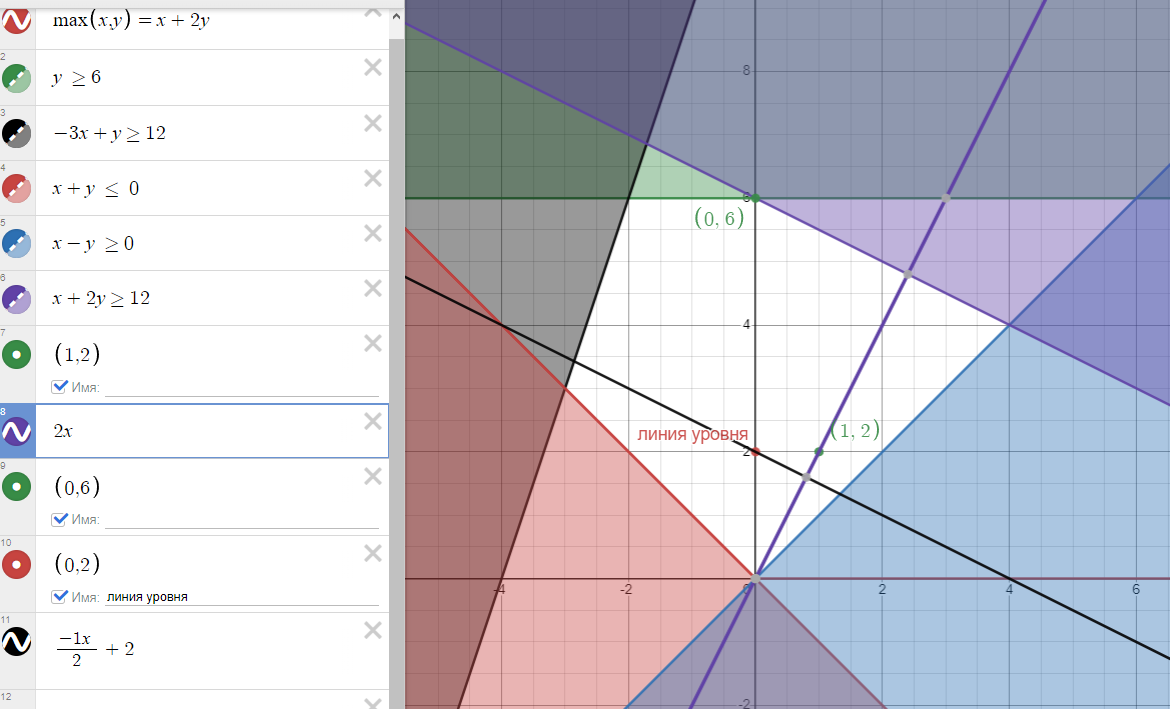 max(x,y) = x + 2y
2
y ≥ 6
3
−3x + y ≥ 12
4
x + y ≤ 0
5
x − y ≥ 0
6
x + 2y ≥ 12
7
(1,2)
Имя:
8
2x
9
(0,6)
Имя:
10
(0,2)
Имя: линия уровня
11
−1x/2 + 2
12
8
6
(0, 6)
4
линия уровня
2
(1, 2)
-4 -2 0 2 4 6
-2